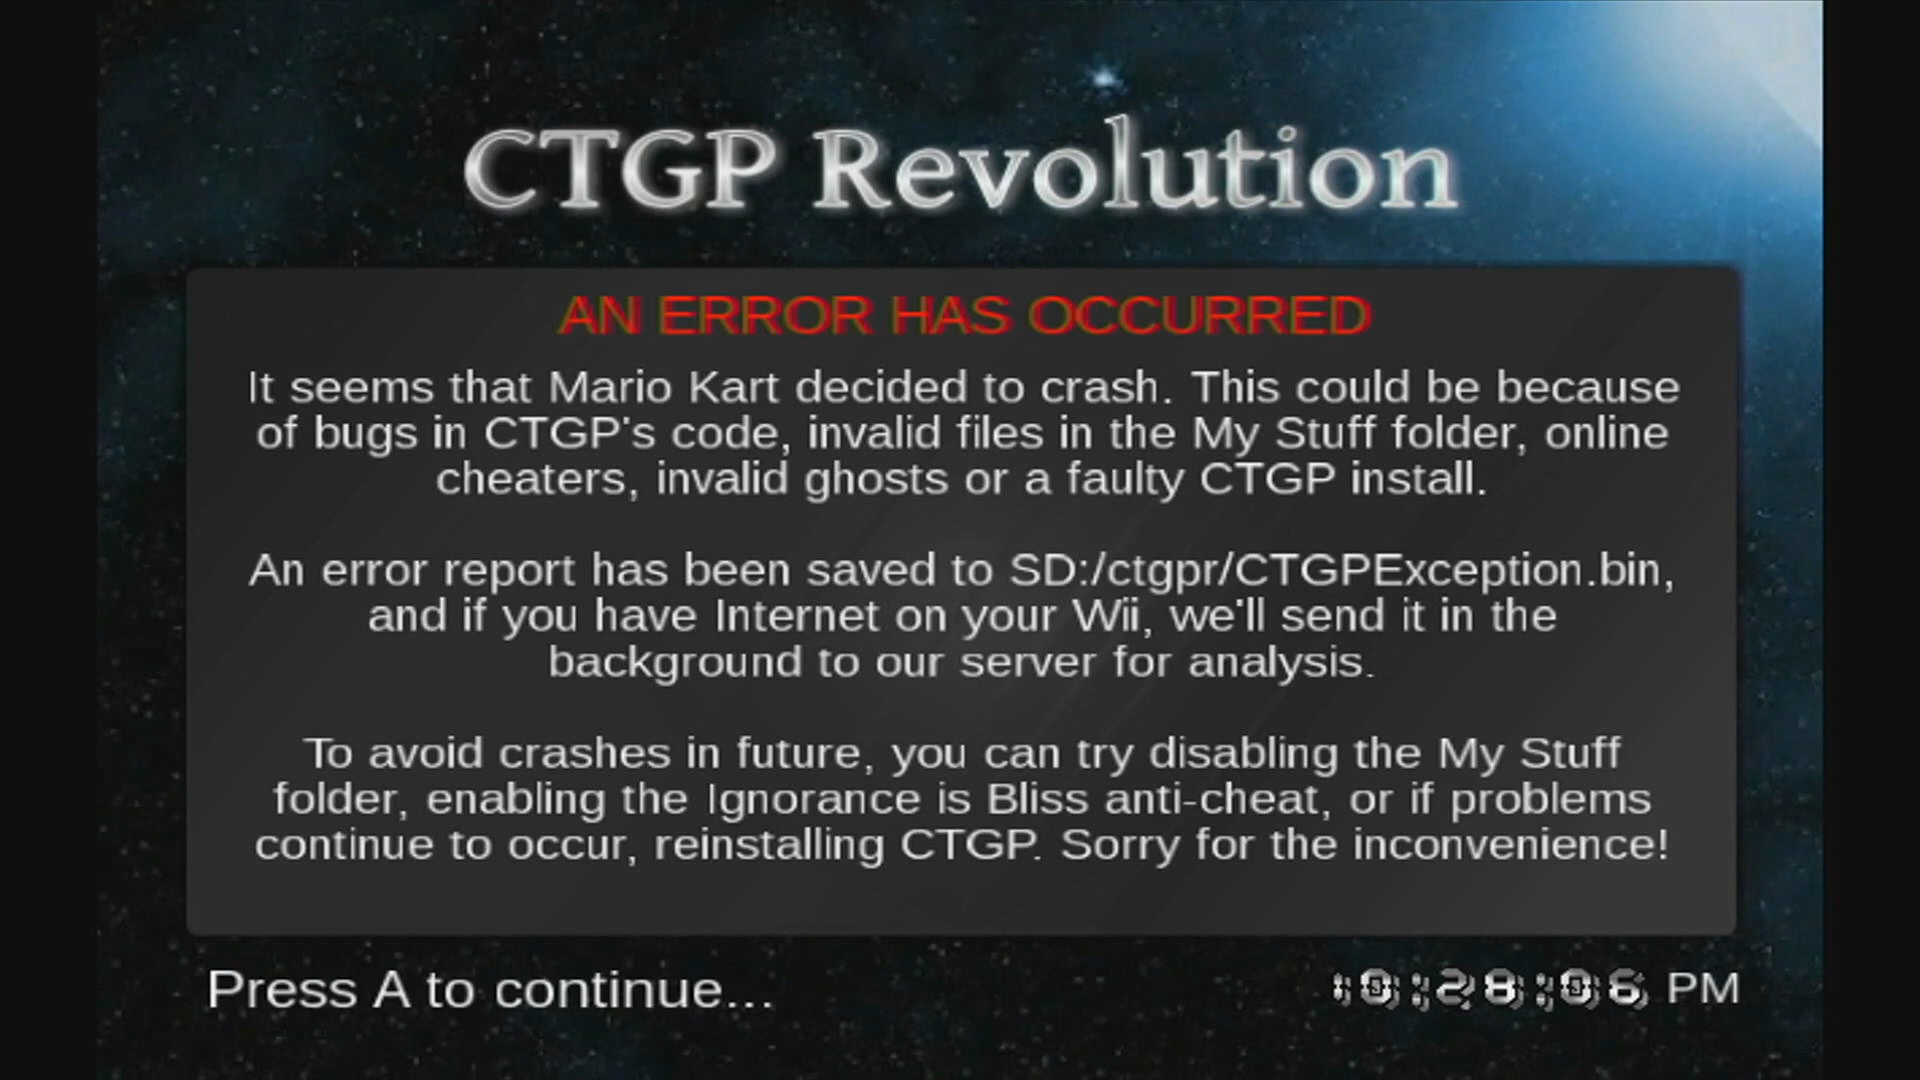 CTGP Revolution
AN ERROR HAS OCCURRED
It seems that Mario Kart decided to crash. This could be because
of bugs in CTGP's code, invalid files in the My Stuff folder, online
cheaters, invalid ghosts or a faulty CTGP install.
An error report has been saved to SD:/ctgpr/CTGPException.bin,
and if you have Internet on your Wii, we'll send it in the
background to our server for analysis.
To avoid crashes in future, you can try disabling the My Stuff
folder, enabling the Ignorance is Bliss anti-cheat, or if problems
continue to occur, reinstalling CTGP. Sorry for the inconvenience!
Press A to continue...
10:28:06 PM